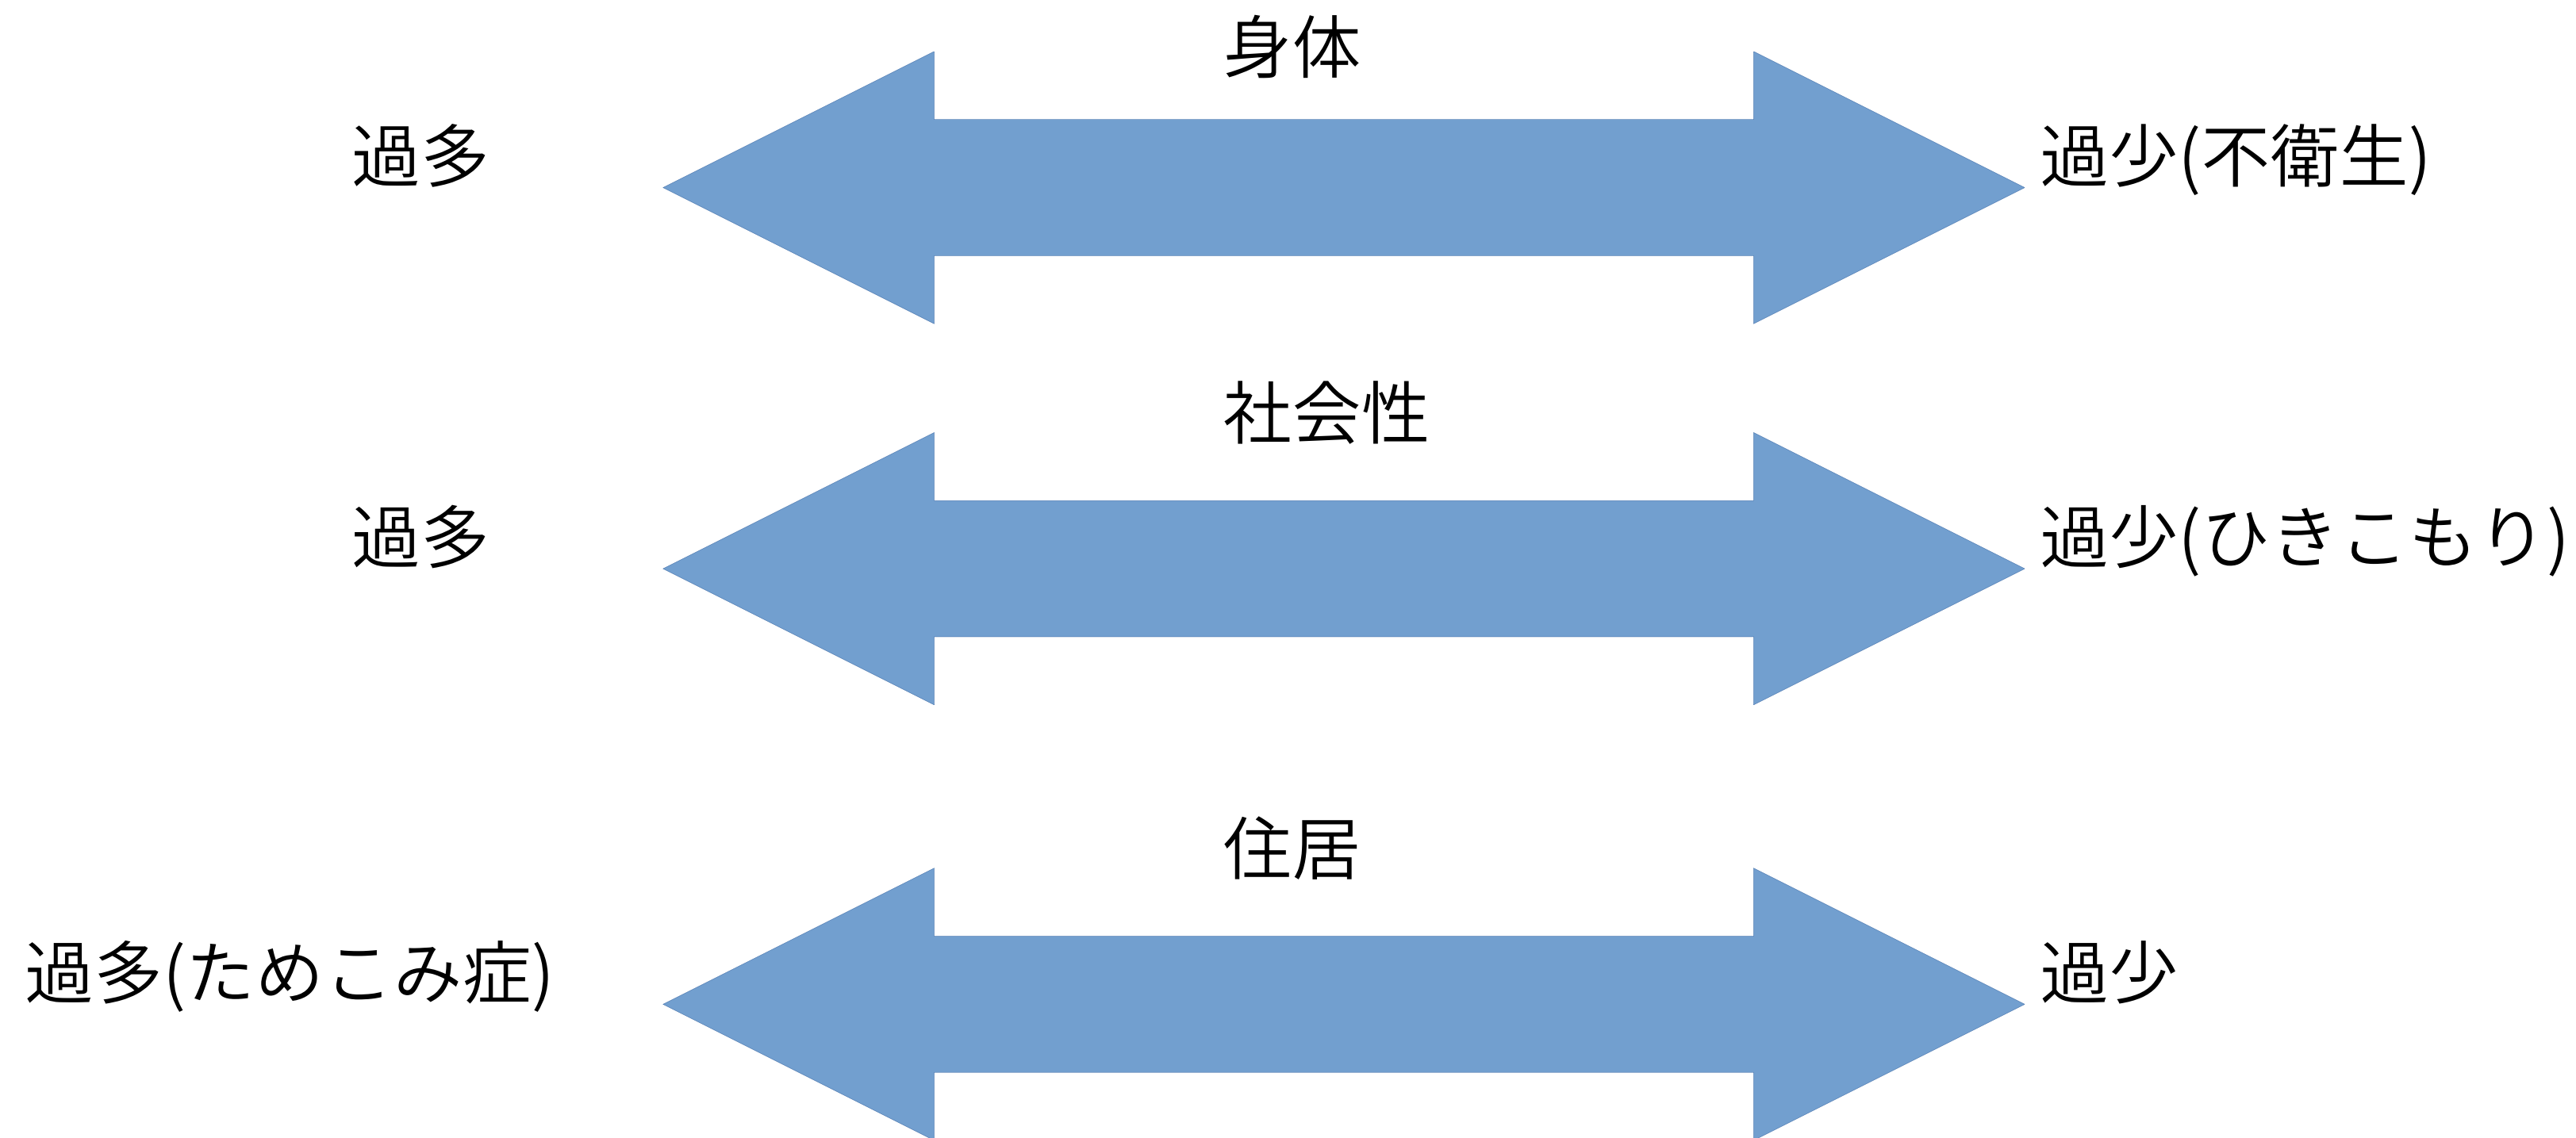 身体
過多
過少(不衛生)
社会性
過多
過少(ひきこもり)
住居
過多(ためこみ症)
過少